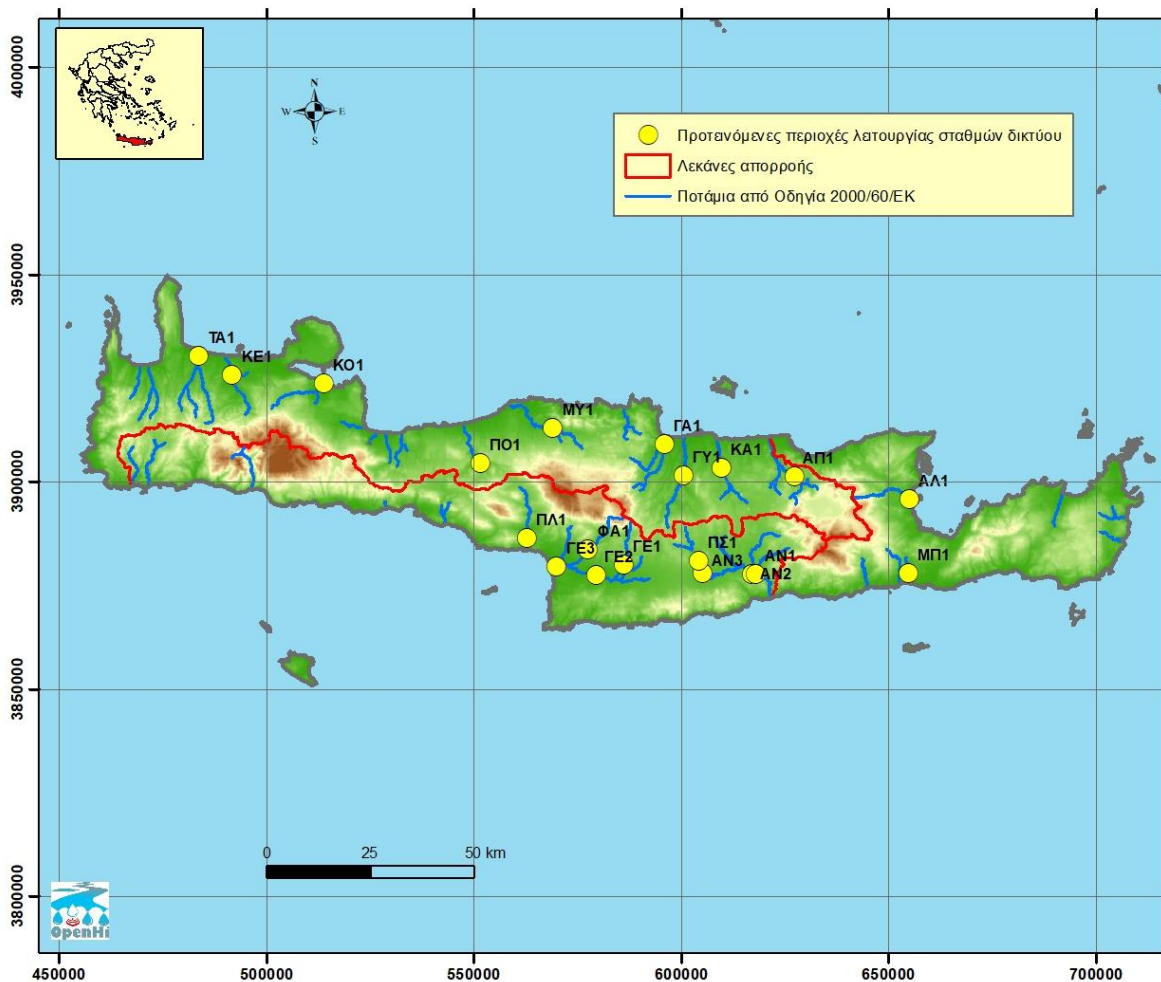 N
W E
S
Προτεινόμενες περιοχές λειτουργίας σταθμών δικτύου
Λεκάνες απορροής
Ποτάμια από Οδηγία 2000/60/ΕΚ
4000000
3950000
3900000
3850000
3800000
ΤΑ1
ΚΕ1
ΚΟ1
ΜΥ1
ΠΟ1
ΓΑ1
ΓΥ1
ΚΑ1
ΑΠ1
ΑΛ1
ΠΛ1
ΦΑ1
ΓΕ3
ΓΕ2
ΓΕ1
ΠΣ1
ΑΝ3
ΑΝ1
ΑΝ2
ΜΠ1
0 25 50 km
OpenHi
450000 500000 550000 600000 650000 700000